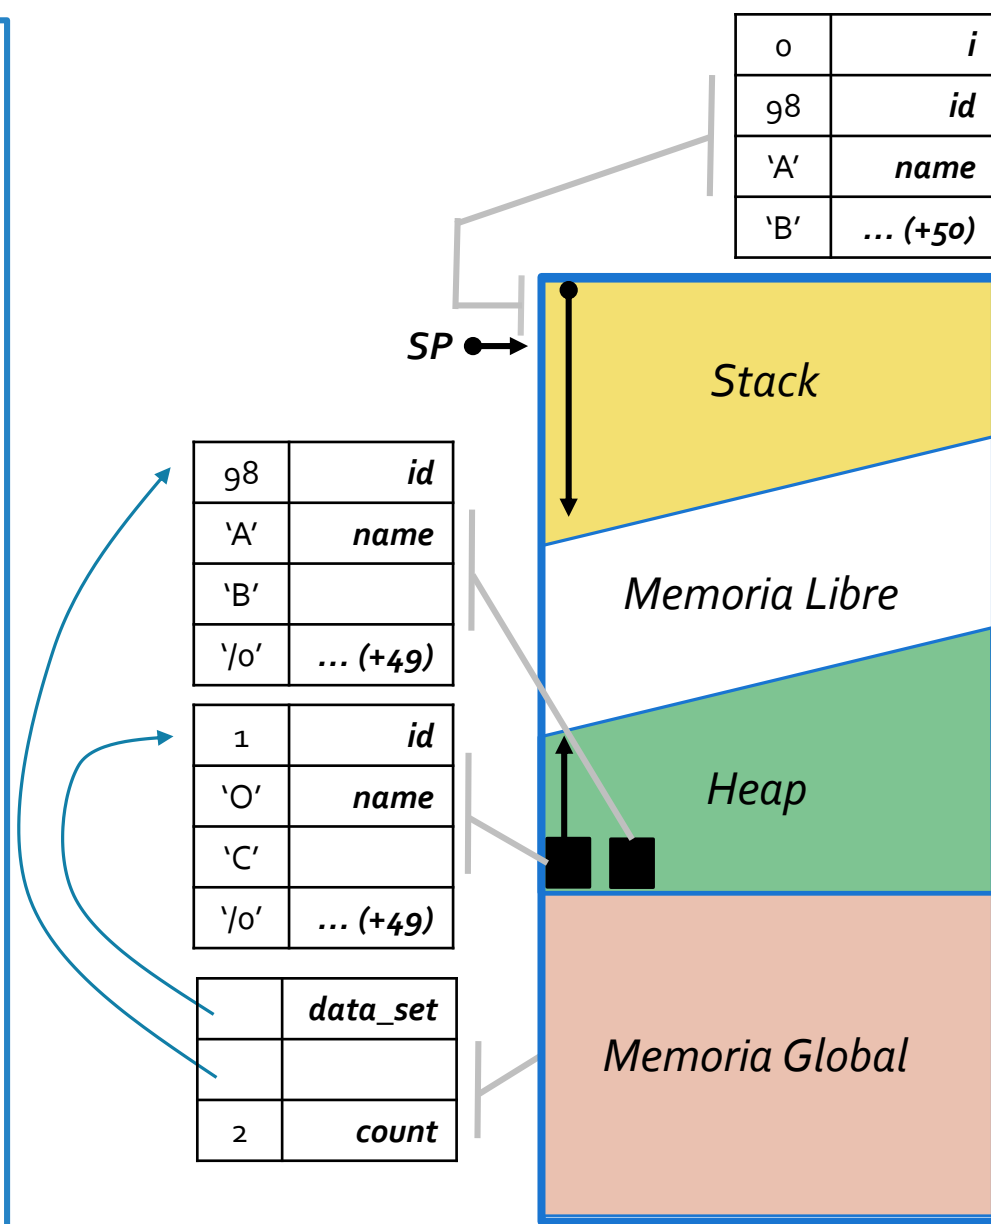 0 i
98 id
‘A’ name
‘B’ ... (+50)
SP
Stack
98 id
‘A’ name
‘B’
‘/0’ ... (+49)
Memoria Libre
1 id
‘O’ name
‘C’
‘/0’ ... (+49)
Heap
data_set
2 count
Memoria Global